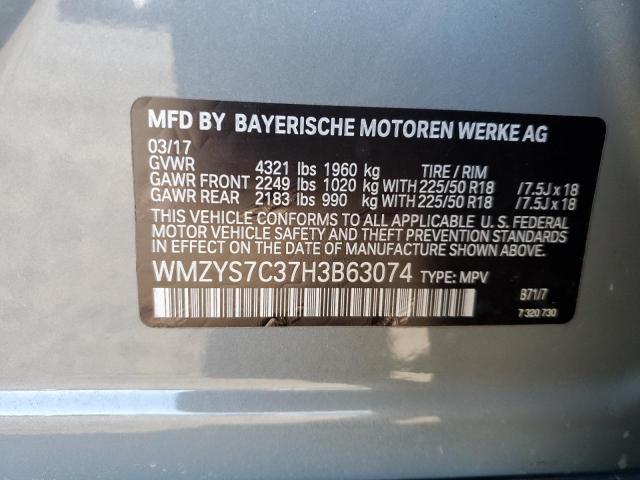 MFD BY BAYERISCHE MOTOREN WERKE AG
03/17
GVWR 4321 lbs 1960 kg TIRE / RIM
GAWR FRONT 2249 lbs 1020 kg WITH 225/50 R18 /7.5J x 18
GAWR REAR 2183 lbs 990 kg WITH 225/50 R18 /7.5J x 18
THIS VEHICLE CONFORMS TO ALL APPLICABLE U. S. FEDERAL
MOTOR VEHICLE SAFETY AND THEFT PREVENTION STANDARDS
IN EFFECT ON THE DATE OF MANUFACTURE SHOWN ABOVE.
WMZYS7C37H3B63074 TYPE: MPV
B71/7
7 320 730